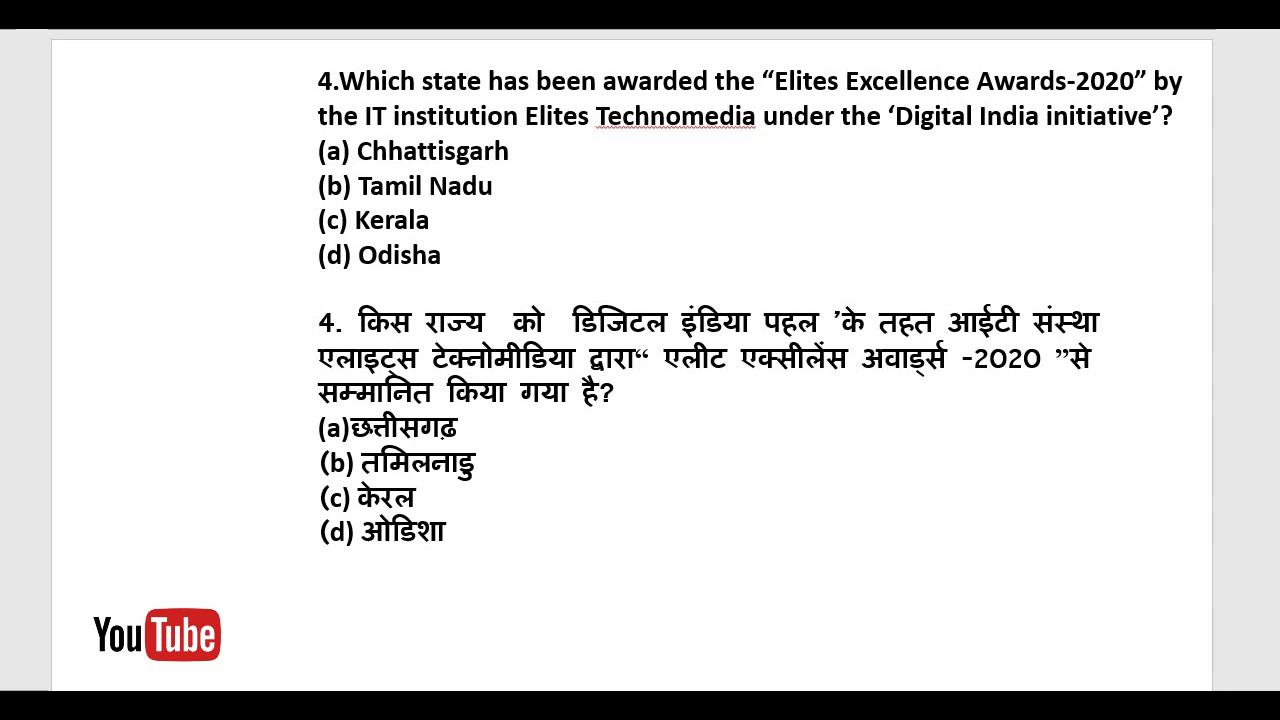 4.Which state has been awarded the “Elites Excellence Awards-2020” by
the IT institution Elites Technomedia under the ‘Digital India initiative’?
(a) Chhattisgarh
(b) Tamil Nadu
(c) Kerala
(d) Odisha
4. किस राज्य को डिजिटल इंडिया पहल ’के तहत आईटी संस्था
एलाइट्स टेक्नोमीडिया द्वारा“ एलीट एक्सीलेंस अवार्ड्स -2020 ”से
सम्मानित किया गया है?
(a)छत्तीसगढ़
(b) तमिलनाडु
(c) केरल
(d) ओडिशा
YouTube